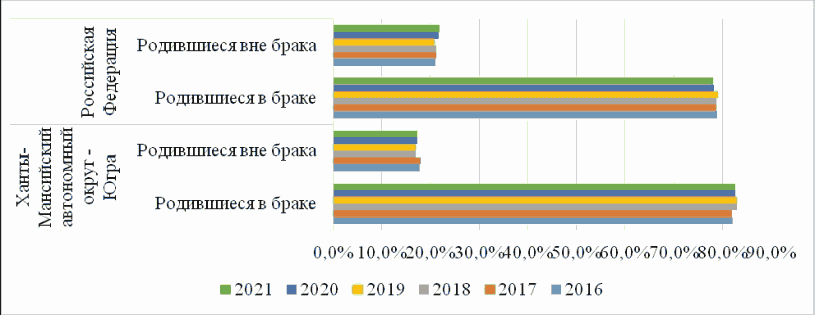 Российская
Федерация
Родившиеся вне брака
Родившиеся в браке
Ханты-
Мансийский
автономный
округ -
Югра
Родившиеся вне брака
Родившиеся в браке
0,0% 10,0% 20,0% 30,0% 40,0% 50,0% 60,0% 70,0% 80,0% 90,0%
2021 2020 2019 2018 2017 2016